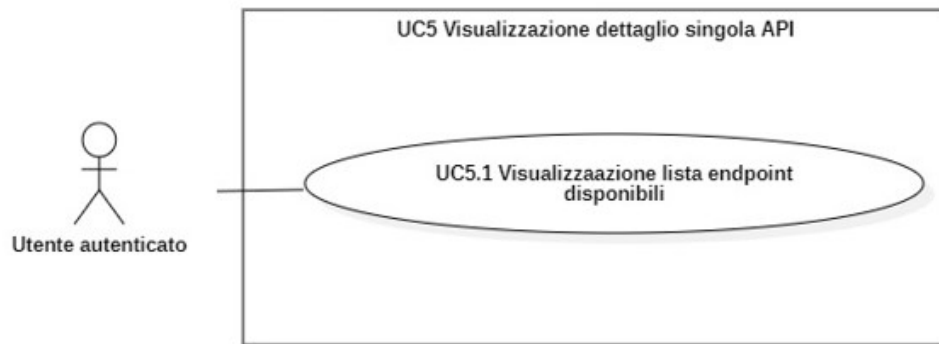 UC5 Visualizzazione dettaglio singola API
UC5.1 Visualizzaazione lista endpoint
disponibili
Utente autenticato